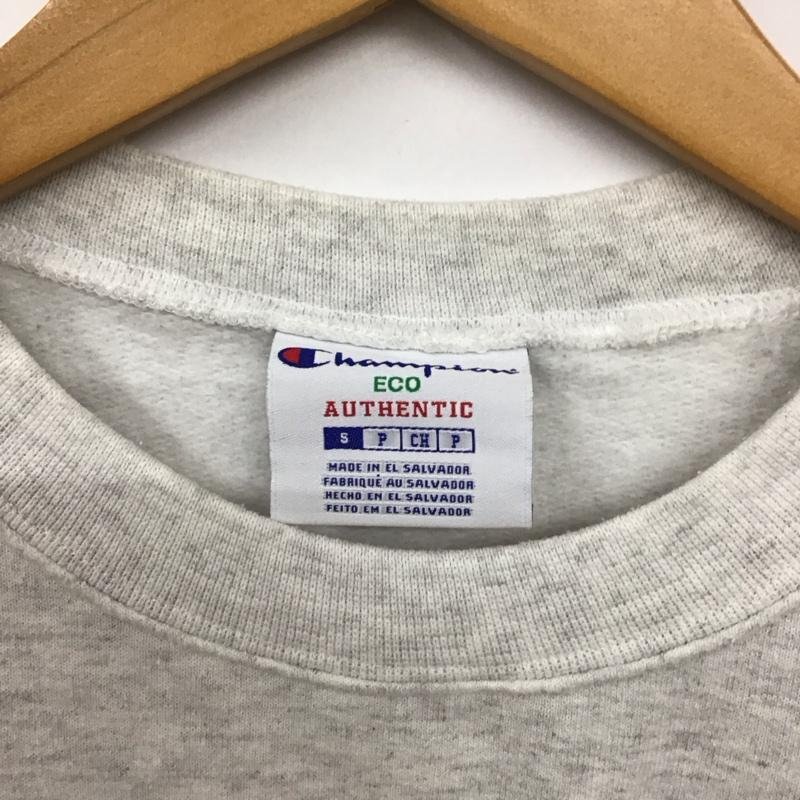 Champion
ECO
AUTHENTIC
S P CH P
MADE IN EL SALVADOR
FABRIQUÉ AU SALVADOR
HECHO EN EL SALVADOR
FEITO EM EL SALVADOR